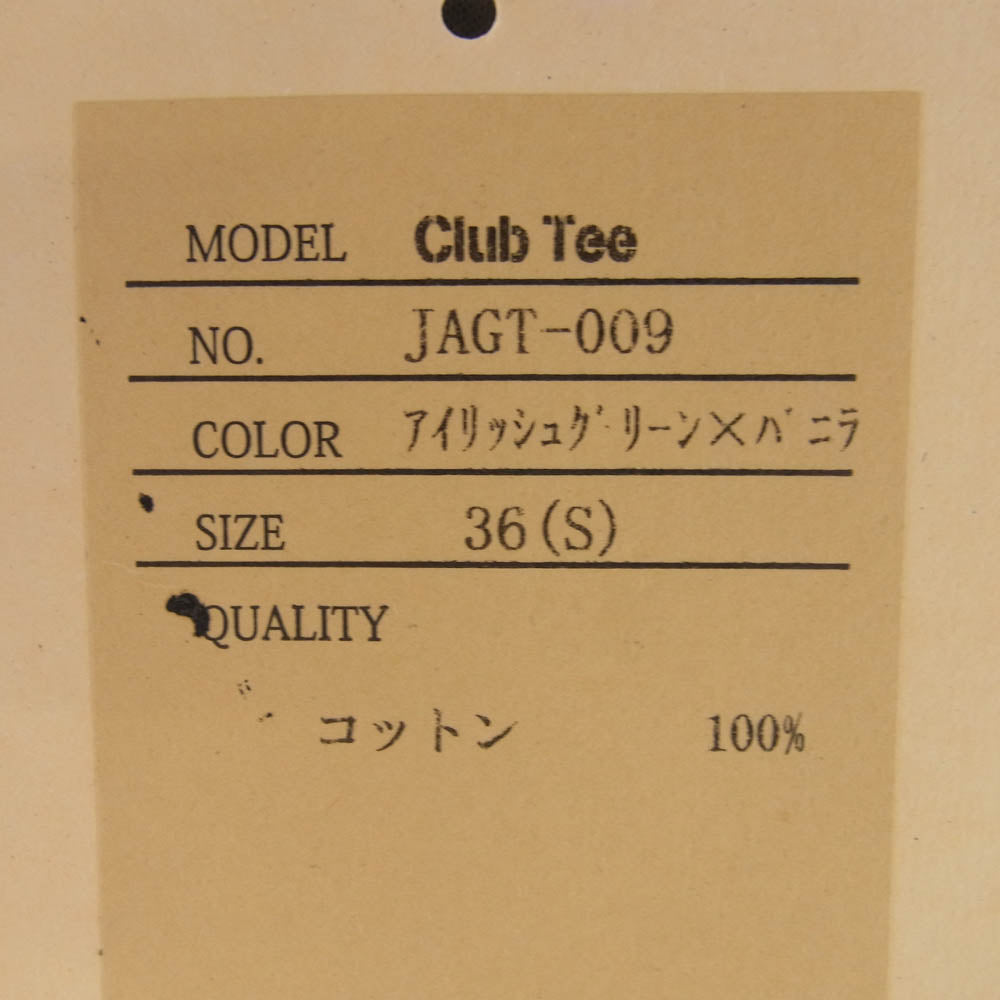 MODEL Club Tee
NO. JAGT-009
COLOR ｱｲﾘｯｼｭｸﾞﾘｰﾝ×ﾊﾞﾆﾗ
SIZE 36(S)
QUALITY
コットン 100%